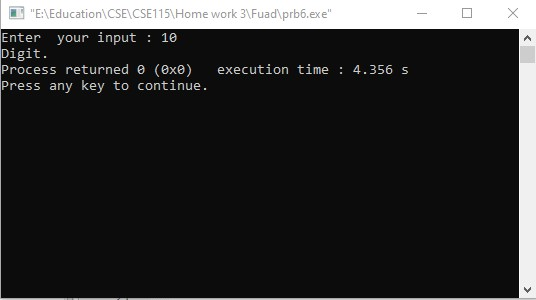 "E:\Education\CSE\CSE115\Home work 3\Fuad\prb6.exe"
Enter  your input : 10
Digit.
Process returned 0 (0x0)   execution time : 4.356 s
Press any key to continue.